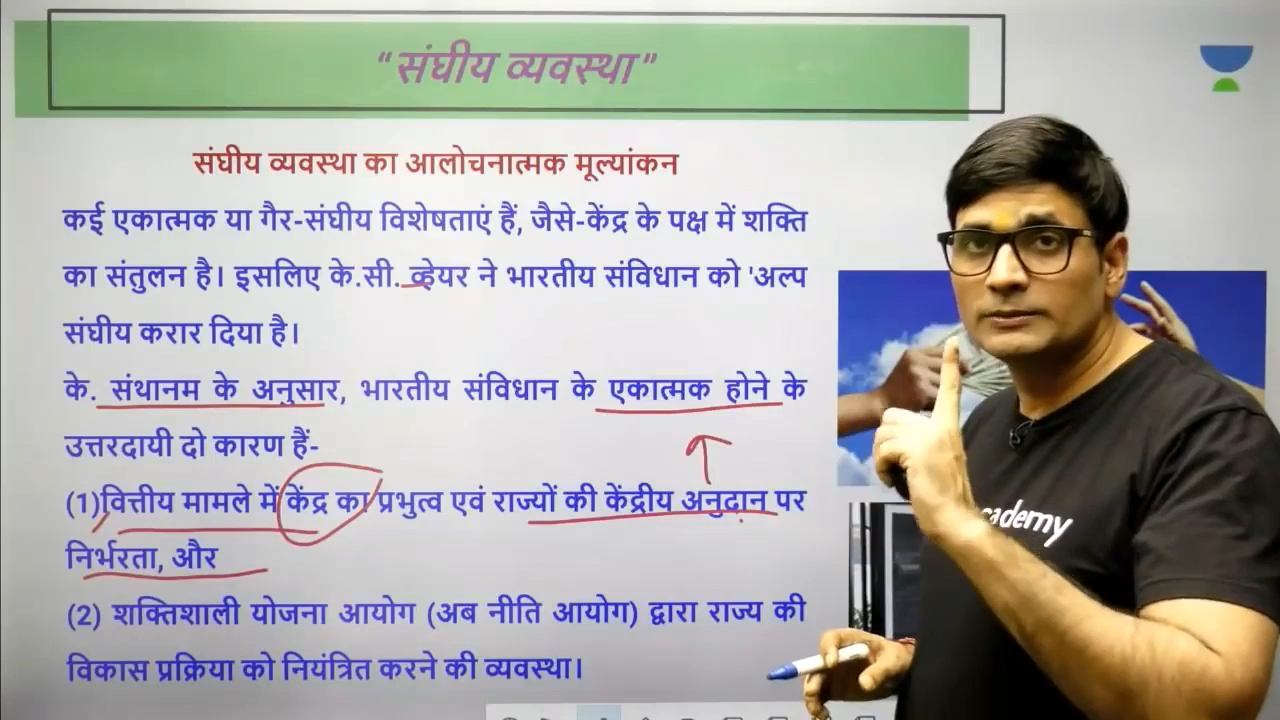 “संघीय व्यवस्था”
संघीय व्यवस्था का आलोचनात्मक मूल्यांकन
कई एकात्मक या गैर-संघीय विशेषताएं हैं, जैसे-केंद्र के पक्ष में शक्ति
का संतुलन है। इसलिए के.सी. व्हेयर ने भारतीय संविधान को 'अल्प
संघीय करार दिया है।
के. संथानम के अनुसार, भारतीय संविधान के एकात्मक होने के
उत्तरदायी दो कारण हैं-
(1)वित्तीय मामले में केंद्र का प्रभुत्व एवं राज्यों की केंद्रीय अनुदान पर
निर्भरता, और
(2) शक्तिशाली योजना आयोग (अब नीति आयोग) द्वारा राज्य की
विकास प्रक्रिया को नियंत्रित करने की व्यवस्था।
cademy